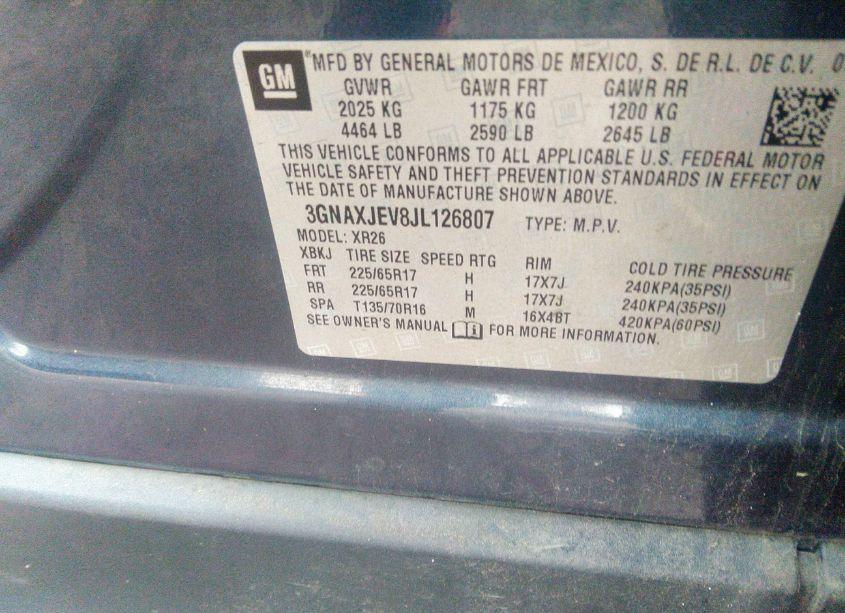 GM MFD BY GENERAL MOTORS DE MEXICO, S. DE R.L. DE C.V. 0
GVWR GAWR FRT GAWR RR
2025 KG 1175 KG 1200 KG
4464 LB 2590 LB 2645 LB
THIS VEHICLE CONFORMS TO ALL APPLICABLE U.S. FEDERAL MOTOR
VEHICLE SAFETY AND THEFT PREVENTION STANDARDS IN EFFECT ON
THE DATE OF MANUFACTURE SHOWN ABOVE.
3GNAXJEV8JL126807 TYPE: M.P.V.
MODEL: XR26
XBKJ TIRE SIZE SPEED RTG RIM COLD TIRE PRESSURE
FRT 225/65R17 H 17X7J 240KPA(35PSI)
RR 225/65R17 H 17X7J 240KPA(35PSI)
SPA T135/70R16 M 16X4BT 420KPA(60PSI)
SEE OWNER'S MANUAL FOR MORE INFORMATION.